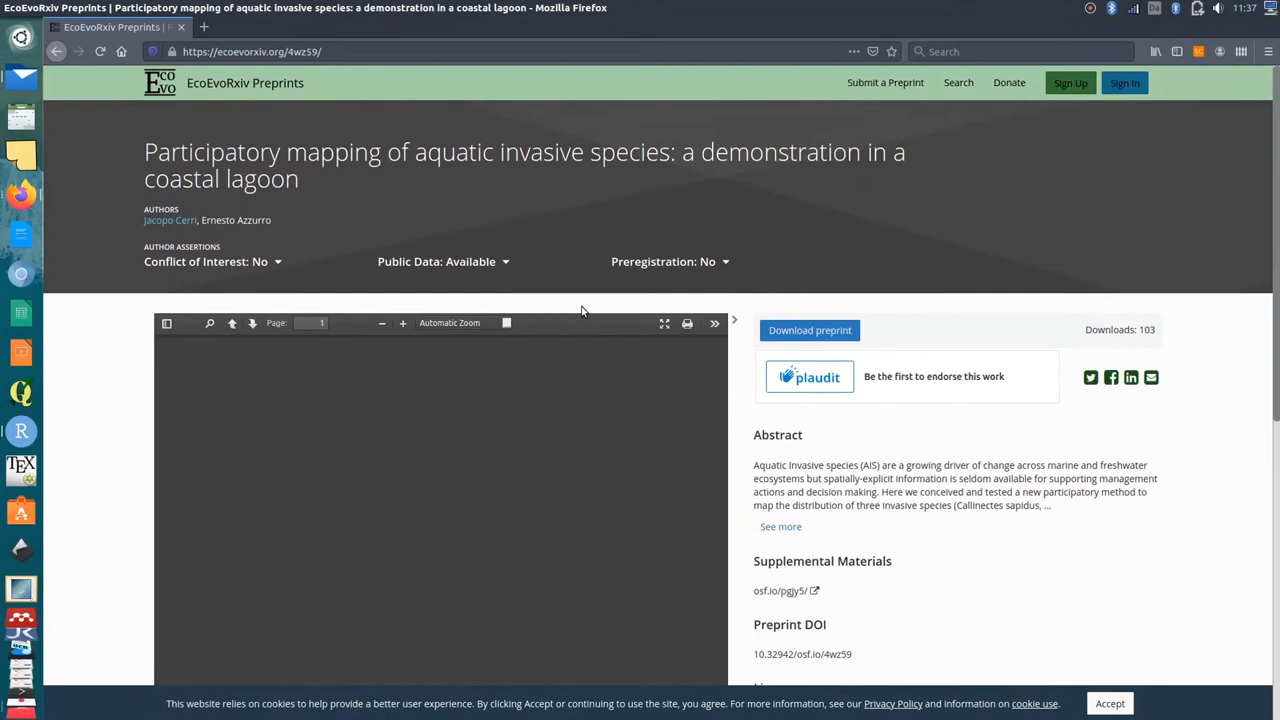 EcoEvoRxiv Preprints | Participatory mapping of aquatic invasive species: a demonstration in a coastal lagoon - Mozilla Firefox
Da
11:37
EcoEvoRxiv Preprints |
https://ecoevorxiv.org/4wz59/
Search
Eco
Evo
EcoEvoRxiv Preprints
Submit a Preprint
Search
Donate
Sign Up
Sign In
Participatory mapping of aquatic invasive species: a demonstration in a
coastal lagoon
AUTHORS
Jacopo Cerri, Ernesto Azzurro
AUTHOR ASSERTIONS
Conflict of Interest: No
Public Data: Available
Preregistration: No
Page: 1
Automatic Zoom
Download preprint
Downloads: 103
plaudit
Be the first to endorse this work
Abstract
Aquatic Invasive species (AIS) are a growing driver of change across marine and freshwater
ecosystems but spatially-explicit information is seldom available for supporting management
actions and decision making. Here we conceived and tested a new participatory method to
map the distribution of three invasive species (Callinectes sapidus, ...
See more
Supplemental Materials
osf.io/pgjy5/
Preprint DOI
10.32942/osf.io/4wz59
R
TEX
This website relies on cookies to help provide a better user experience. By clicking Accept or continuing to use the site, you agree. For more information, see our Privacy Policy and information on cookie use.
Accept